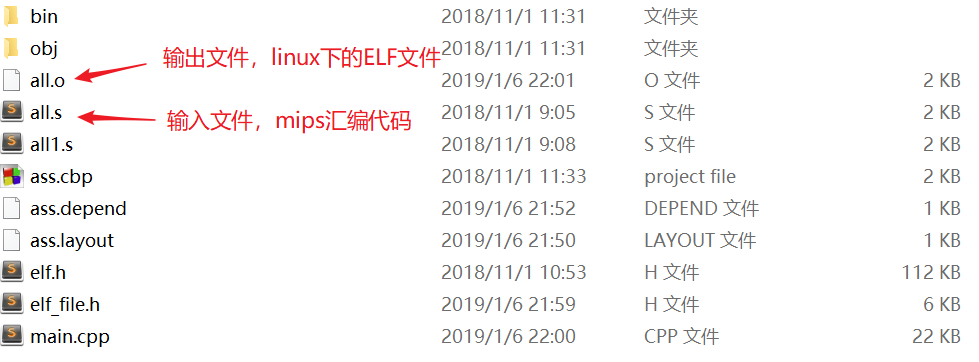 bin 2018/11/1 11:31 文件夹
obj 2018/11/1 11:31 文件夹
输出文件，linux下的ELF文件
all.o 2019/1/6 22:01 O 文件 2 KB
all.s 2018/11/1 9:05 S 文件 2 KB
输入文件，mips汇编代码
all1.s 2018/11/1 9:08 S 文件 2 KB
ass.cbp 2018/11/1 11:33 project file 2 KB
ass.depend 2019/1/6 21:52 DEPEND 文件 1 KB
ass.layout 2019/1/6 21:50 LAYOUT 文件 1 KB
elf.h 2018/11/1 10:53 H 文件 112 KB
elf_file.h 2019/1/6 21:59 H 文件 6 KB
main.cpp 2019/1/6 22:00 CPP 文件 22 KB